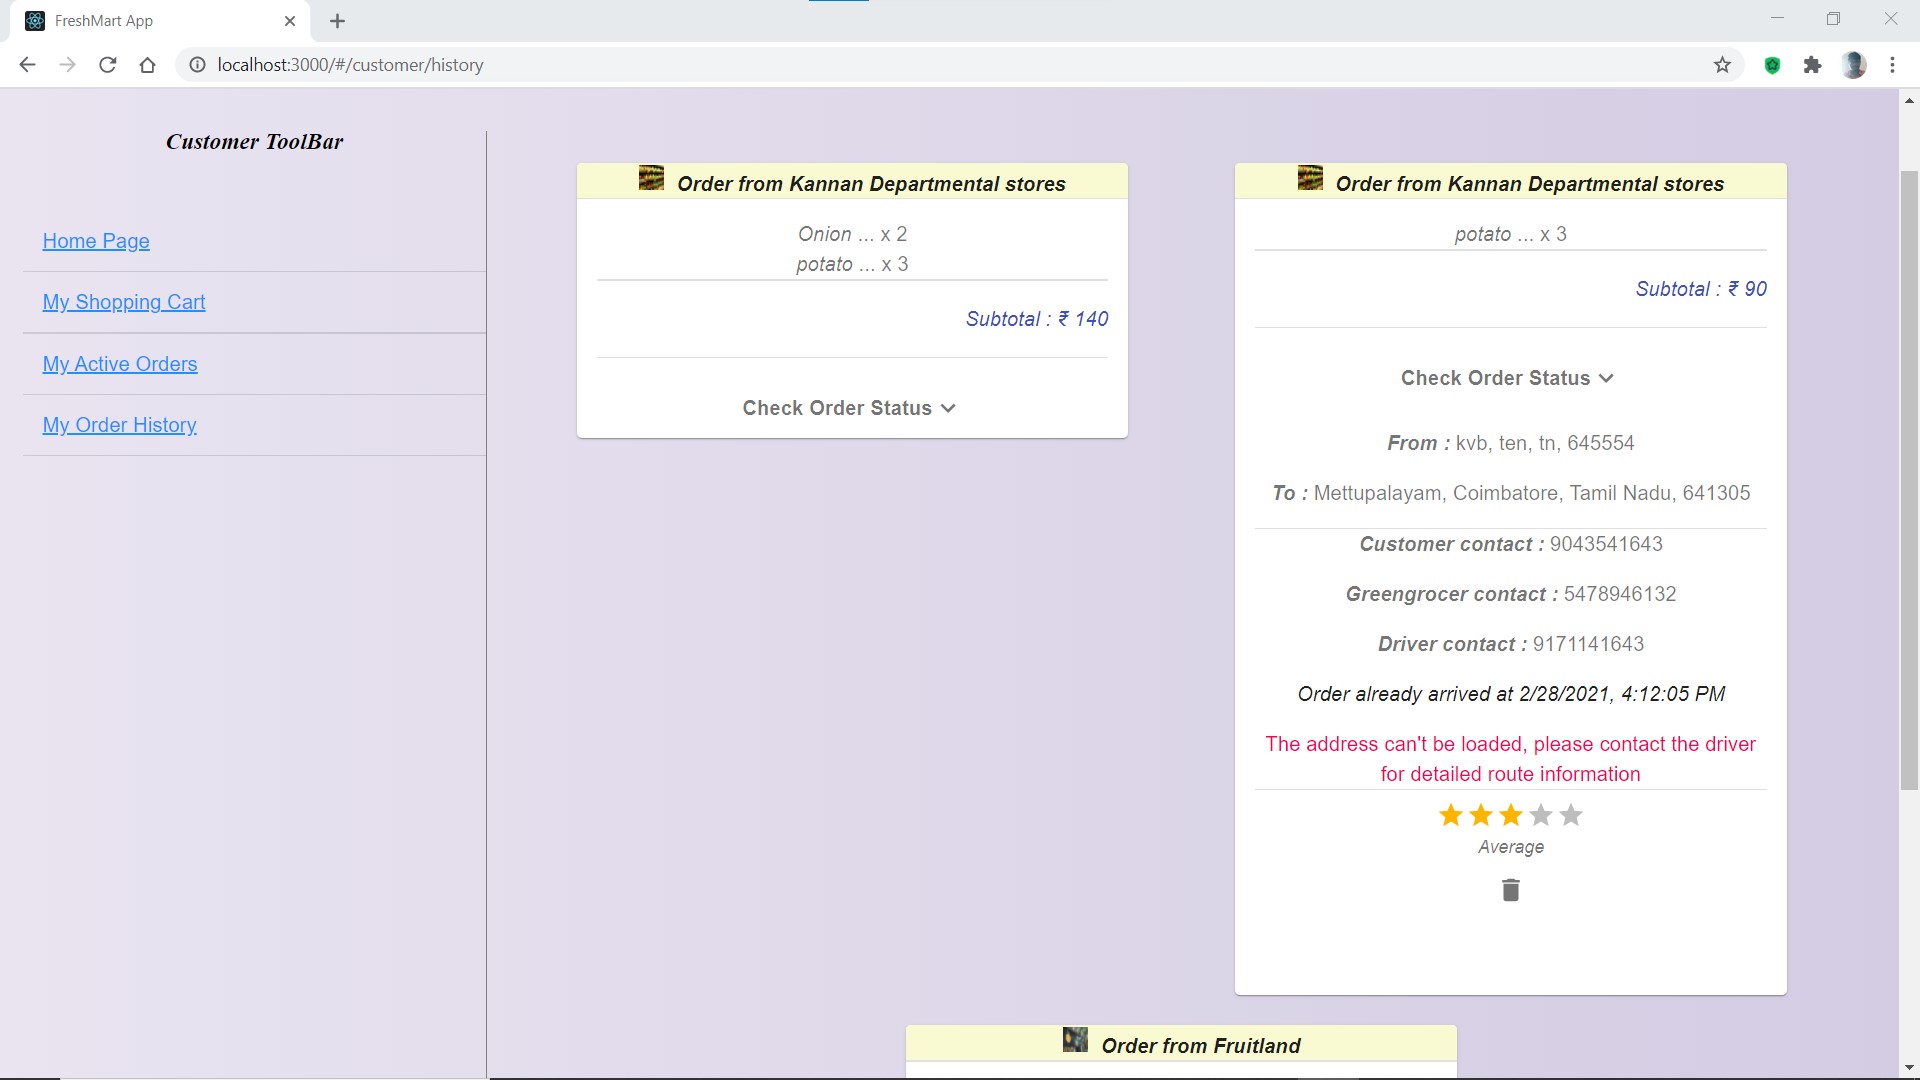 FreshMart App
localhost:3000/#/customer/history
Customer ToolBar
Home Page
My Shopping Cart
My Active Orders
My Order History
Order from Kannan Departmental stores
Onion ... x 2
potato ... x 3
Subtotal : ₹ 140
Check Order Status
Order from Kannan Departmental stores
potato ... x 3
Subtotal : ₹ 90
Check Order Status
From : kvb, ten, tn, 645554
To : Mettupalayam, Coimbatore, Tamil Nadu, 641305
Customer contact : 9043541643
Greengrocer contact : 5478946132
Driver contact : 9171141643
Order already arrived at 2/28/2021, 4:12:05 PM
The address can't be loaded, please contact the driver
for detailed route information
Average
Order from Fruitland